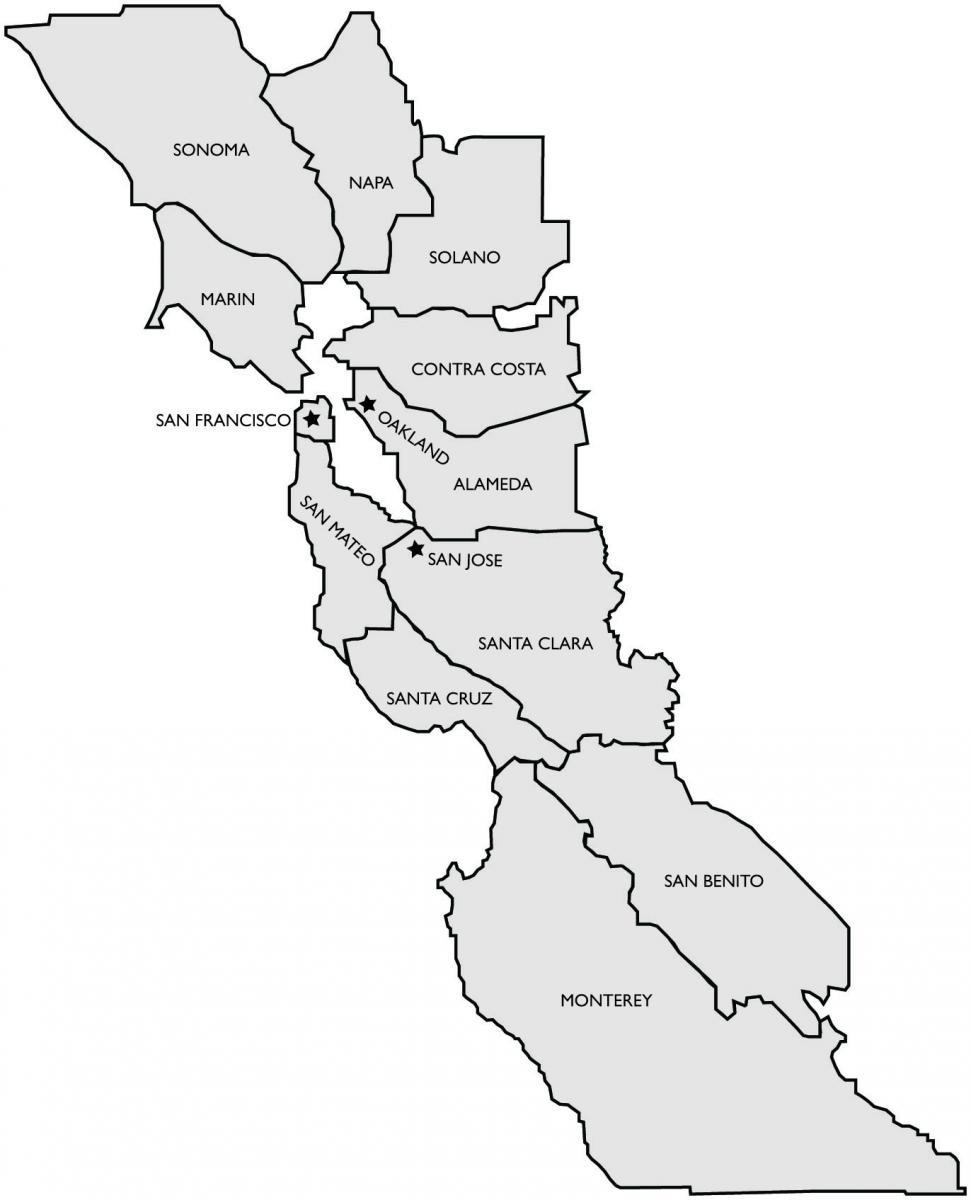 SONOMA
NAPA
SOLANO
MARIN
CONTRA COSTA
SAN FRANCISCO
OAKLAND
ALAMEDA
SAN MATEO
SAN JOSE
SANTA CLARA
SANTA CRUZ
SAN BENITO
MONTEREY